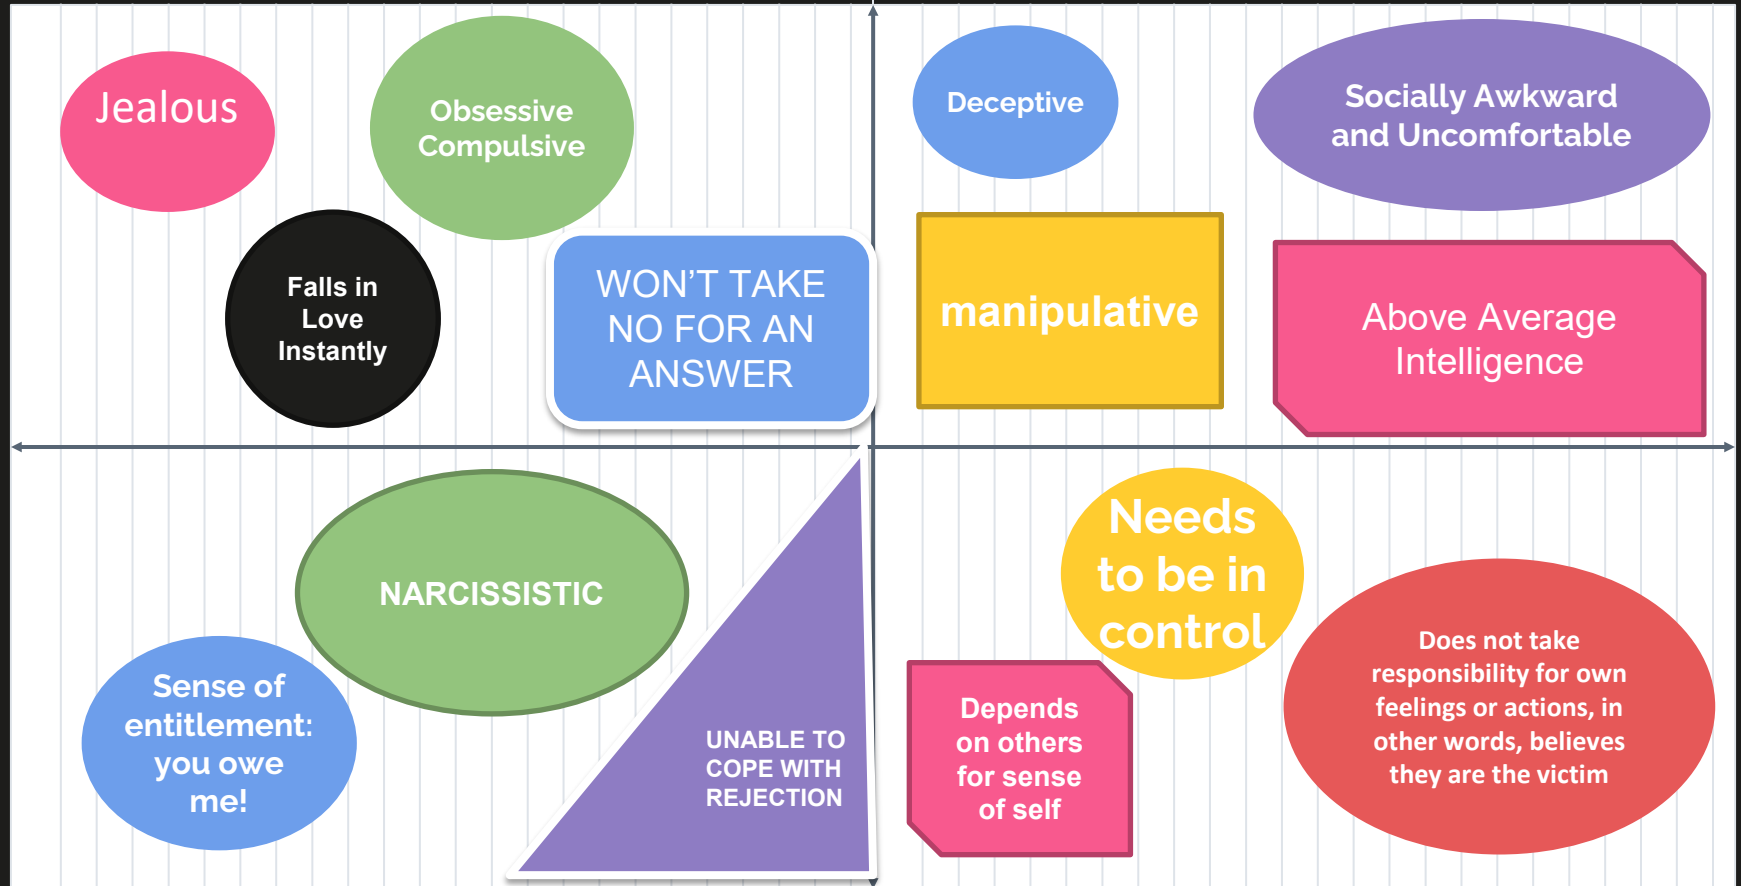 Jealous
Obsessive
Compulsive
Falls in
Love
Instantly
WON'T TAKE
NO FOR AN
ANSWER
Deceptive
Socially Awkward
and Uncomfortable
manipulative
Above Average
Intelligence
NARCISSISTIC
Sense of
entitlement:
you owe
me!
UNABLE TO
COPE WITH
REJECTION
Needs
to be in
control
Depends
on others
for sense
of self
Does not take
responsibility for own
feelings or actions, in
other words, believes
they are the victim